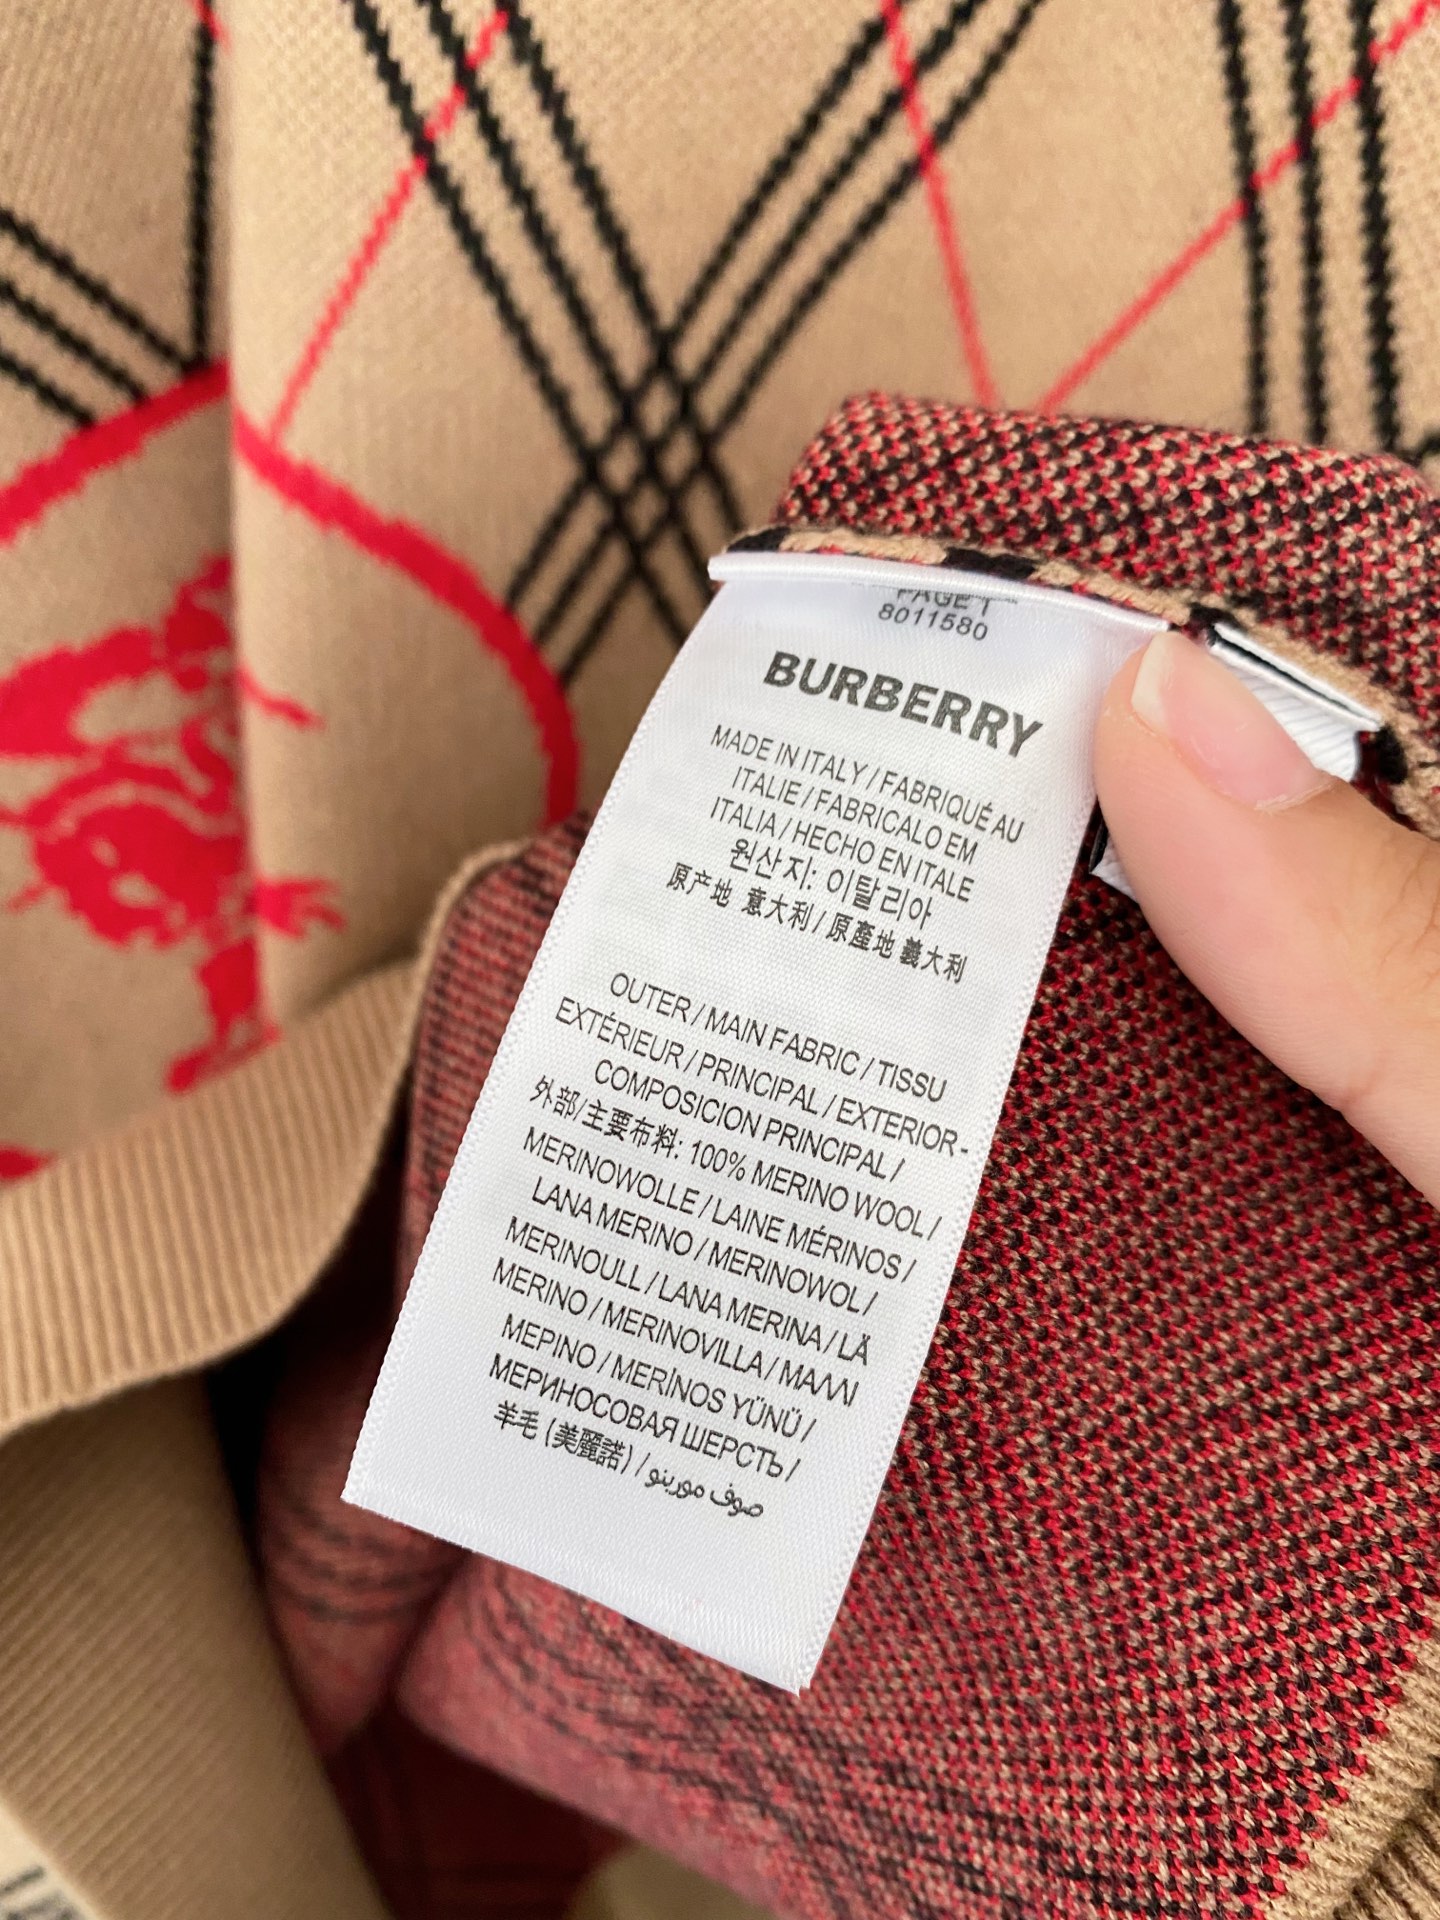 PAGE 1
8011580
BURBERRY
MADE IN ITALY / FABRIQUÉ AU
ITALIE / FABRICALO EM
ITALIA / HECHO EN ITALE
원산지: 이탈리아
原产地 意大利 / 原產地 義大利
OUTER / MAIN FABRIC / TISSU
EXTÉRIEUR / PRINCIPAL / EXTERIOR -
COMPOSICION PRINCIPAL /
外部/主要布料: 100% MERINO WOOL /
MERINOWOLLE / LAINE MÉRINOS /
LANA MERINO / MERINOWOL /
MERINOULL / LANA MERINA / LÃ
MERINO / MERINOVILLA / ΜΑΛΛΙ
ΜΕΡΙΝΟ / MERİNOS YÜNÜ /
МЕРИНОСОВАЯ ШЕРСТЬ /
羊毛 (美麗諾) / صوف مورينو